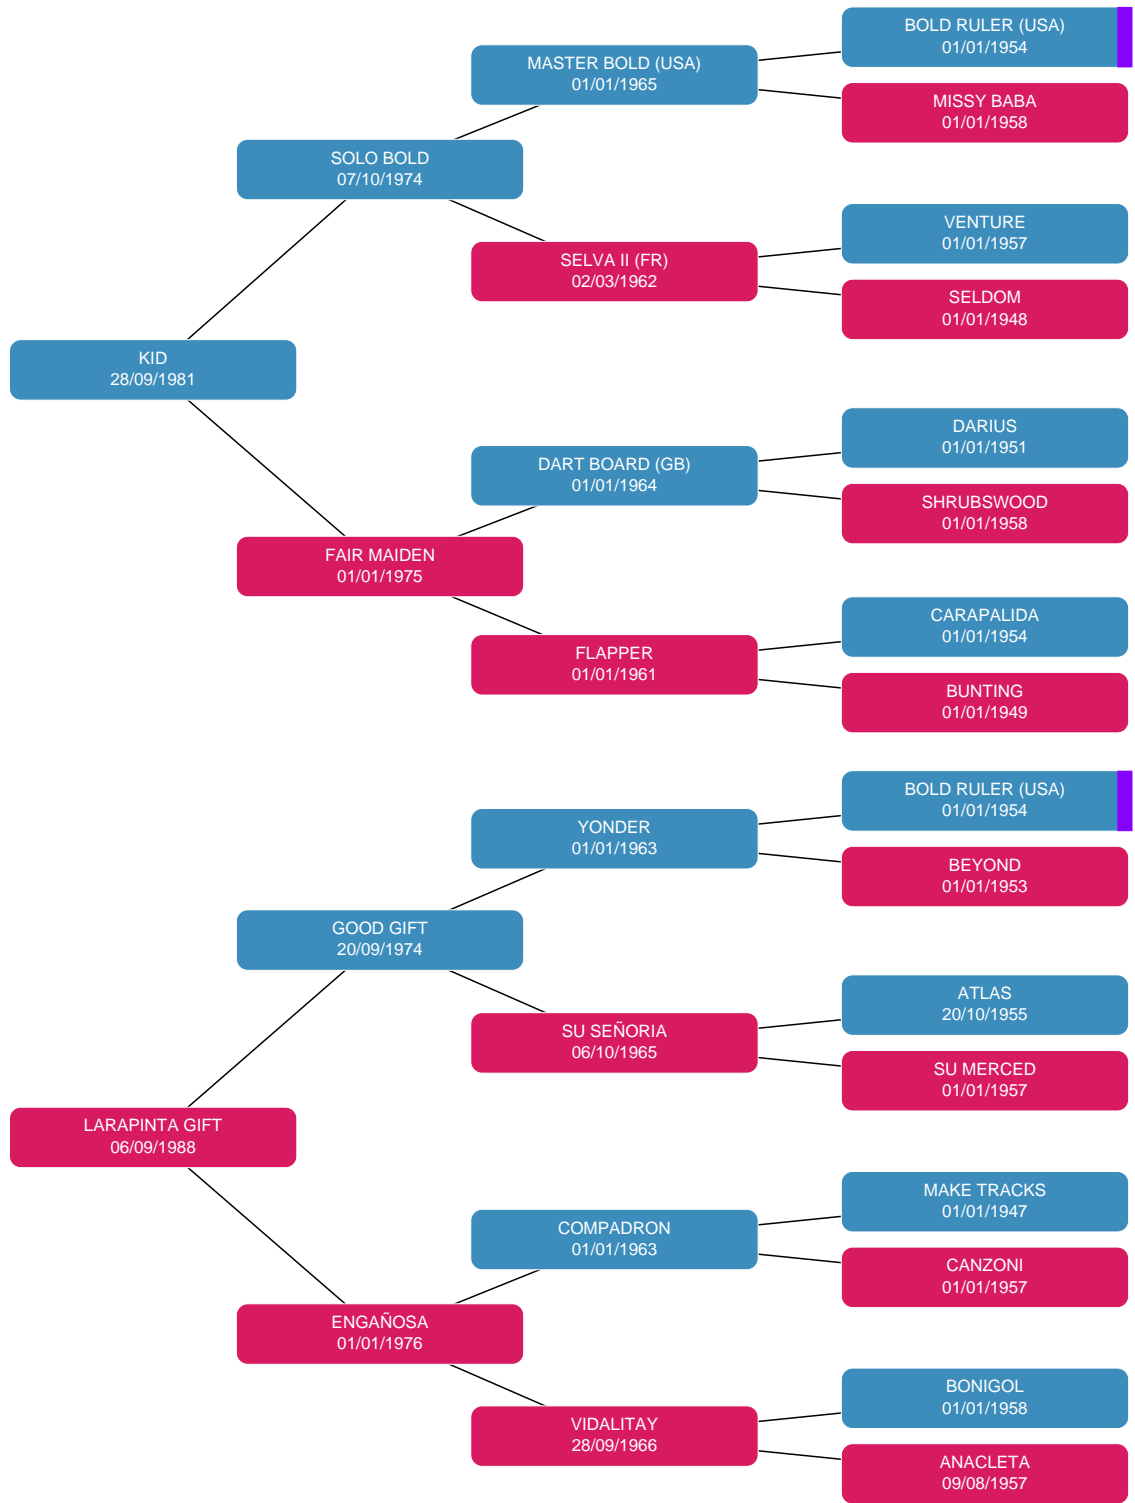 BOLD RULER (USA)
01/01/1954
MASTER BOLD (USA)
01/01/1965
MISSY BABA
01/01/1958
SOLO BOLD
07/10/1974
VENTURE
01/01/1957
SELVA II (FR)
02/03/1962
SELDOM
01/01/1948
KID
28/09/1981
DARIUS
01/01/1951
DART BOARD (GB)
01/01/1964
SHRUBSWOOD
01/01/1958
FAIR MAIDEN
01/01/1975
CARAPALIDA
01/01/1954
FLAPPER
01/01/1961
BUNTING
01/01/1949
BOLD RULER (USA)
01/01/1954
YONDER
01/01/1963
BEYOND
01/01/1953
GOOD GIFT
20/09/1974
ATLAS
20/10/1955
SU SEÑORIA
06/10/1965
SU MERCED
01/01/1957
LARAPINTA GIFT
06/09/1988
MAKE TRACKS
01/01/1947
COMPADRON
01/01/1963
CANZONI
01/01/1957
ENGAÑOSA
01/01/1976
BONIGOL
01/01/1958
VIDALITAY
28/09/1966
ANACLETA
09/08/1957